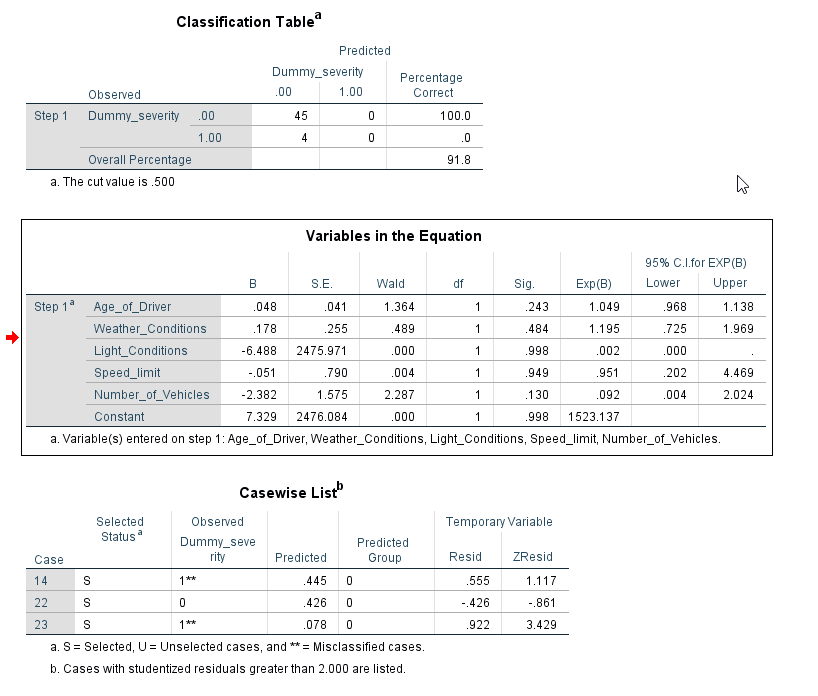 Classification Table a
Predicted
Dummy_severity Percentage Correct
Observed .00 1.00
Step 1 Dummy_severity .00 45 0 100.0
1.00 4 0 .0
Overall Percentage 91.8
a. The cut value is .500
Variables in the Equation
95% C.I.for EXP(B)
B S.E. Wald df Sig. Exp(B) Lower Upper
Step 1 a Age_of_Driver .048 .041 1.364 1 .243 1.049 .968 1.138
Weather_Conditions .178 .255 .489 1 .484 1.195 .725 1.969
Light_Conditions -6.488 2475.971 .000 1 .998 .002 .000 .
Speed_limit -.051 .790 .004 1 .949 .951 .202 4.469
Number_of_Vehicles -2.382 1.575 2.287 1 .130 .092 .004 2.024
Constant 7.329 2476.084 .000 1 .998 1523.137
a. Variable(s) entered on step 1: Age_of_Driver, Weather_Conditions, Light_Conditions, Speed_limit, Number_of_Vehicles.
Casewise List b
Selected Status a Observed Temporary Variable
Case Dummy_seve rity Predicted Predicted Group Resid ZResid
14 S 1** .445 0 .555 1.117
22 S 0 .426 0 -.426 -.861
23 S 1** .078 0 .922 3.429
a. S = Selected, U = Unselected cases, and ** = Misclassified cases.
b. Cases with studentized residuals greater than 2.000 are listed.